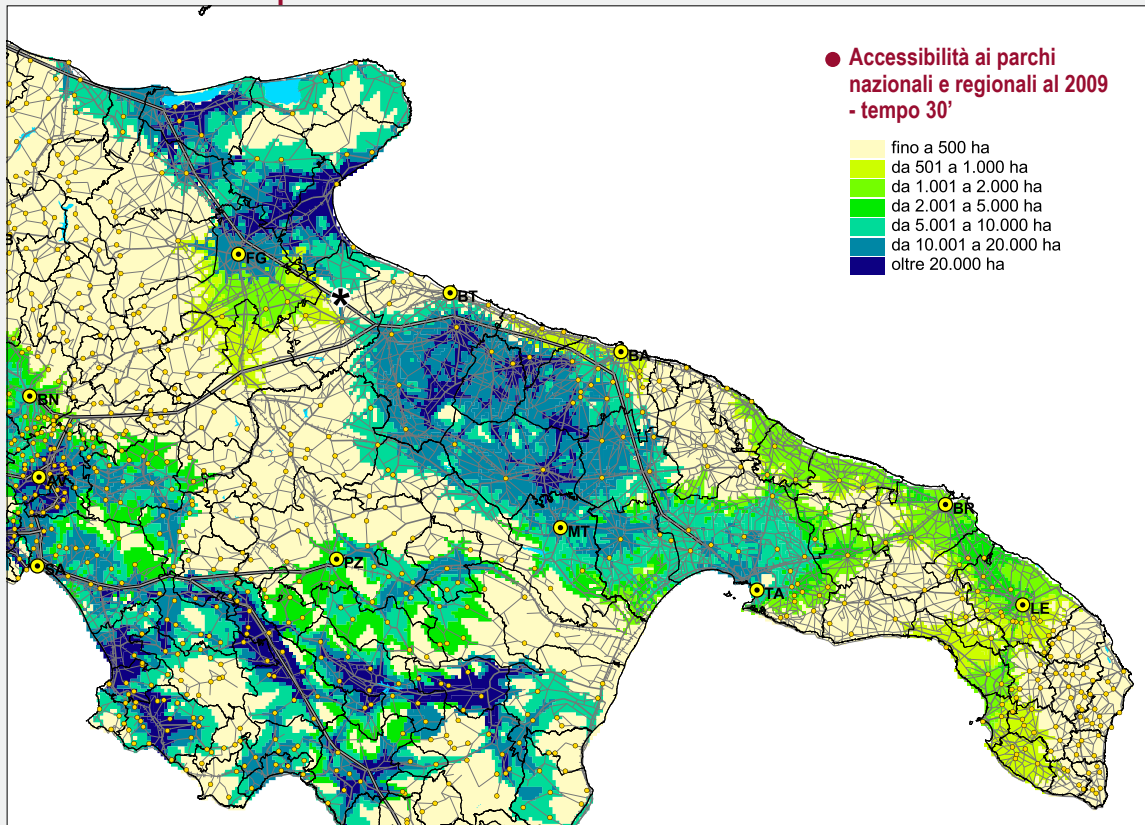 ● Accessibilità ai parchi
nazionali e regionali al 2009
- tempo 30'
fino a 500 ha
da 501 a 1.000 ha
da 1.001 a 2.000 ha
da 2.001 a 5.000 ha
da 5.001 a 10.000 ha
da 10.001 a 20.000 ha
oltre 20.000 ha
FG
*
BT
BA
BN
AV
BR
MT
PZ
SA
TA
LE